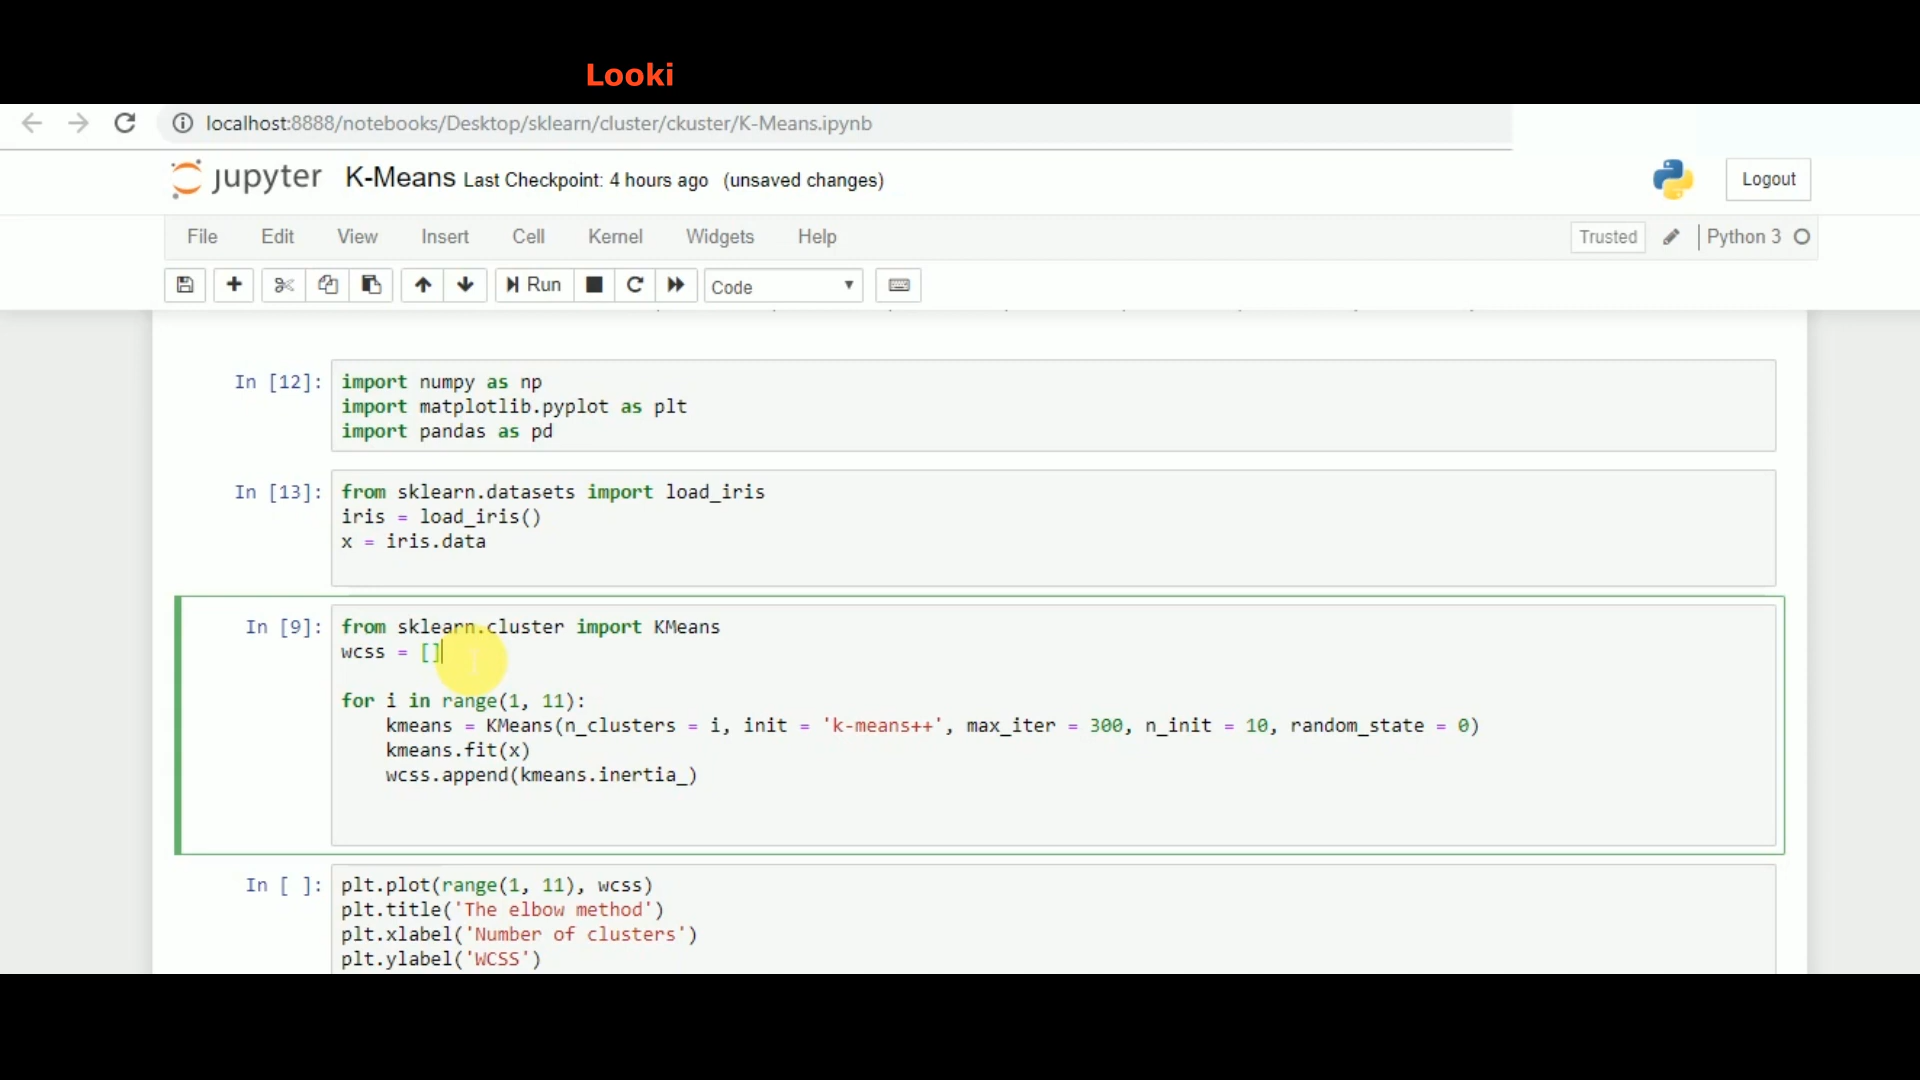 Looki
localhost:8888/notebooks/Desktop/sklearn/cluster/ckuster/K-Means.ipynb
jupyter K-Means Last Checkpoint: 4 hours ago (unsaved changes)
Logout
File Edit View Insert Cell Kernel Widgets Help
Trusted
Python 3
Run
Code
In [12]:
import numpy as np
import matplotlib.pyplot as plt
import pandas as pd
In [13]:
from sklearn.datasets import load_iris
iris = load_iris()
x = iris.data
In [9]:
from sklearn.cluster import KMeans
wcss = []
for i in range(1, 11):
    kmeans = KMeans(n_clusters = i, init = 'k-means++', max_iter = 300, n_init = 10, random_state = 0)
    kmeans.fit(x)
    wcss.append(kmeans.inertia_)
In [ ]:
plt.plot(range(1, 11), wcss)
plt.title('The elbow method')
plt.xlabel('Number of clusters')
plt.ylabel('WCSS')